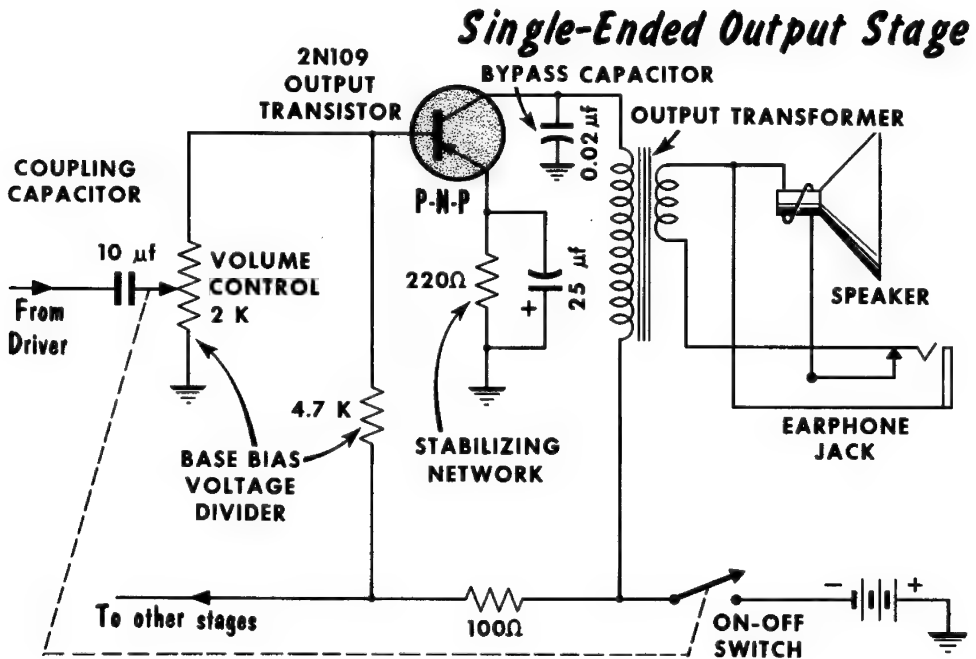 Single-Ended Output Stage
2N109
OUTPUT
TRANSISTOR
BYPASS CAPACITOR
OUTPUT TRANSFORMER
0.02 µf
COUPLING
CAPACITOR
P-N-P
10 µf
VOLUME
CONTROL
2 K
220Ω
+
25 µf
SPEAKER
From
Driver
4.7 K
STABILIZING
NETWORK
EARPHONE
JACK
BASE BIAS
VOLTAGE
DIVIDER
To other stages
100Ω
ON-OFF
SWITCH
− +